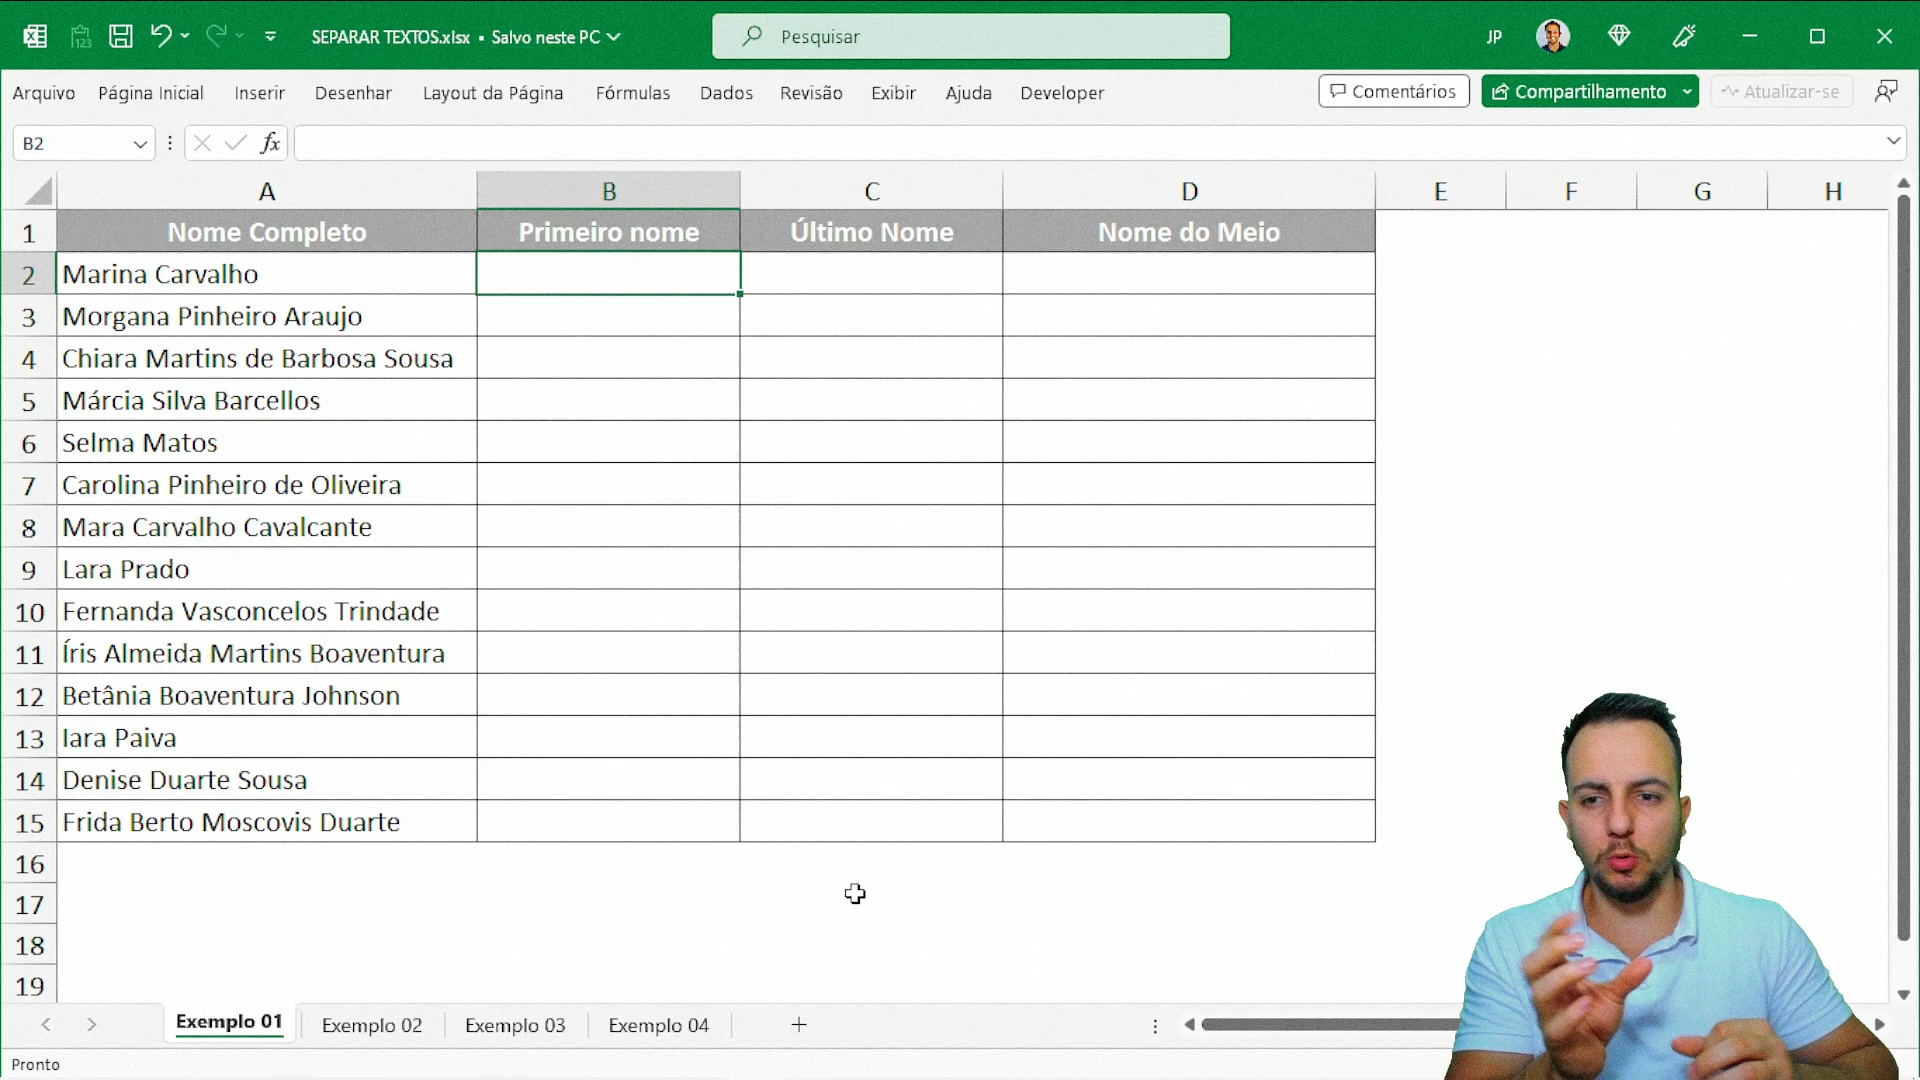 SEPARAR TEXTOS.xlsx • Salvo neste PC
Pesquisar
JP
Arquivo Página Inicial Inserir Desenhar Layout da Página Fórmulas Dados Revisão Exibir Ajuda Developer
Comentários Compartilhamento Atualizar-se
B2 fx
A B C D E F G H
1 Nome Completo Primeiro nome Último Nome Nome do Meio
2 Marina Carvalho
3 Morgana Pinheiro Araujo
4 Chiara Martins de Barbosa Sousa
5 Márcia Silva Barcellos
6 Selma Matos
7 Carolina Pinheiro de Oliveira
8 Mara Carvalho Cavalcante
9 Lara Prado
10 Fernanda Vasconcelos Trindade
11 Íris Almeida Martins Boaventura
12 Betânia Boaventura Johnson
13 Iara Paiva
14 Denise Duarte Sousa
15 Frida Berto Moscovis Duarte
16
17
18
19
Exemplo 01 Exemplo 02 Exemplo 03 Exemplo 04
Pronto